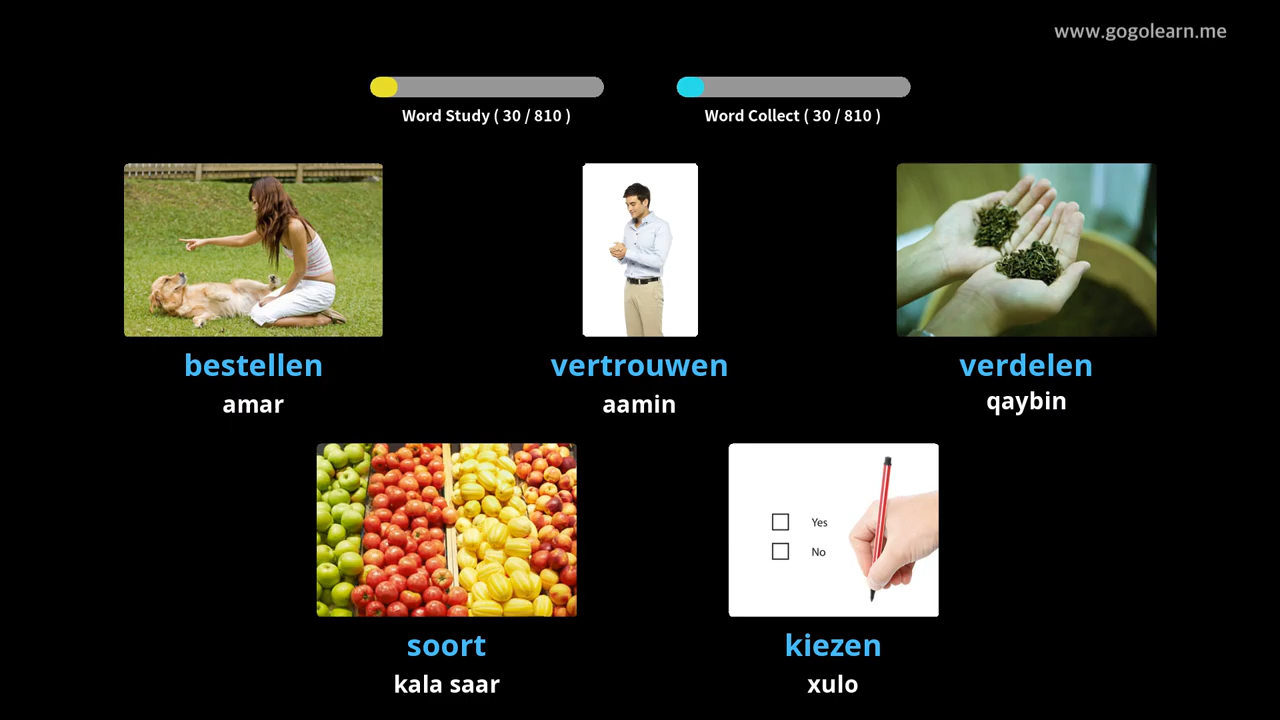 www.gogolearn.me
Word Study ( 30 / 810 )
Word Collect ( 30 / 810 )
bestellen
amar
vertrouwen
aamin
verdelen
qaybin
Yes
No
soort
kala saar
kiezen
xulo